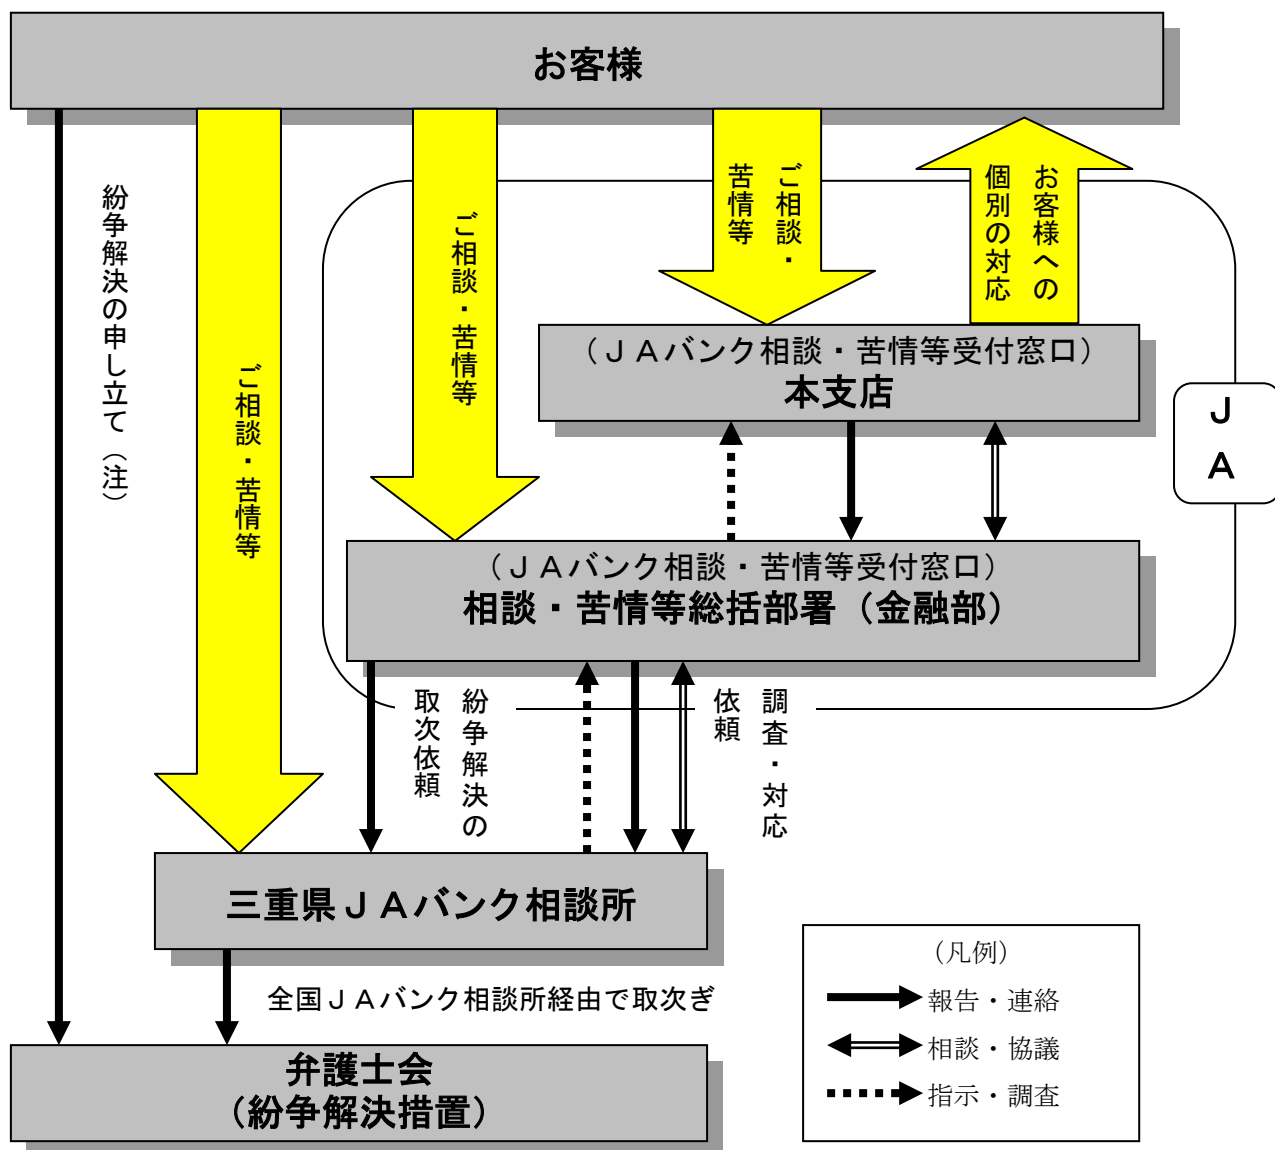 お客様
紛争解決の申し立て（注）
ご相談・苦情等
ご相談・苦情等
ご相談・
苦情等
お客様への
個別の対応
（ＪＡバンク相談・苦情等受付窓口）
本支店
Ｊ
Ａ
（ＪＡバンク相談・苦情等受付窓口）
相談・苦情等総括部署（金融部）
紛争解決の
取次依頼
調査・対応
依頼
三重県ＪＡバンク相談所
全国ＪＡバンク相談所経由で取次ぎ
弁護士会
（紛争解決措置）
（凡例）
報告・連絡
相談・協議
指示・調査